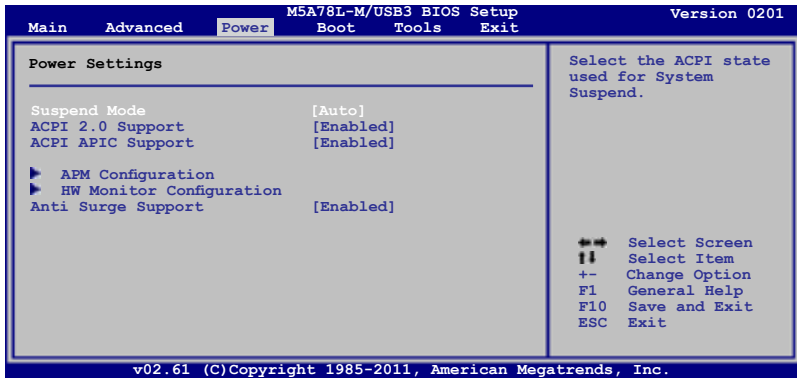 M5A78L-M/USB3 BIOS Setup Version 0201
Main Advanced Power Boot Tools Exit
Power Settings
Suspend Mode [Auto]
ACPI 2.0 Support [Enabled]
ACPI APIC Support [Enabled]
APM Configuration
HW Monitor Configuration
Anti Surge Support [Enabled]
Select the ACPI state
used for System
Suspend.
Select Screen
Select Item
+- Change Option
F1 General Help
F10 Save and Exit
ESC Exit
v02.61 (C)Copyright 1985-2011, American Megatrends, Inc.